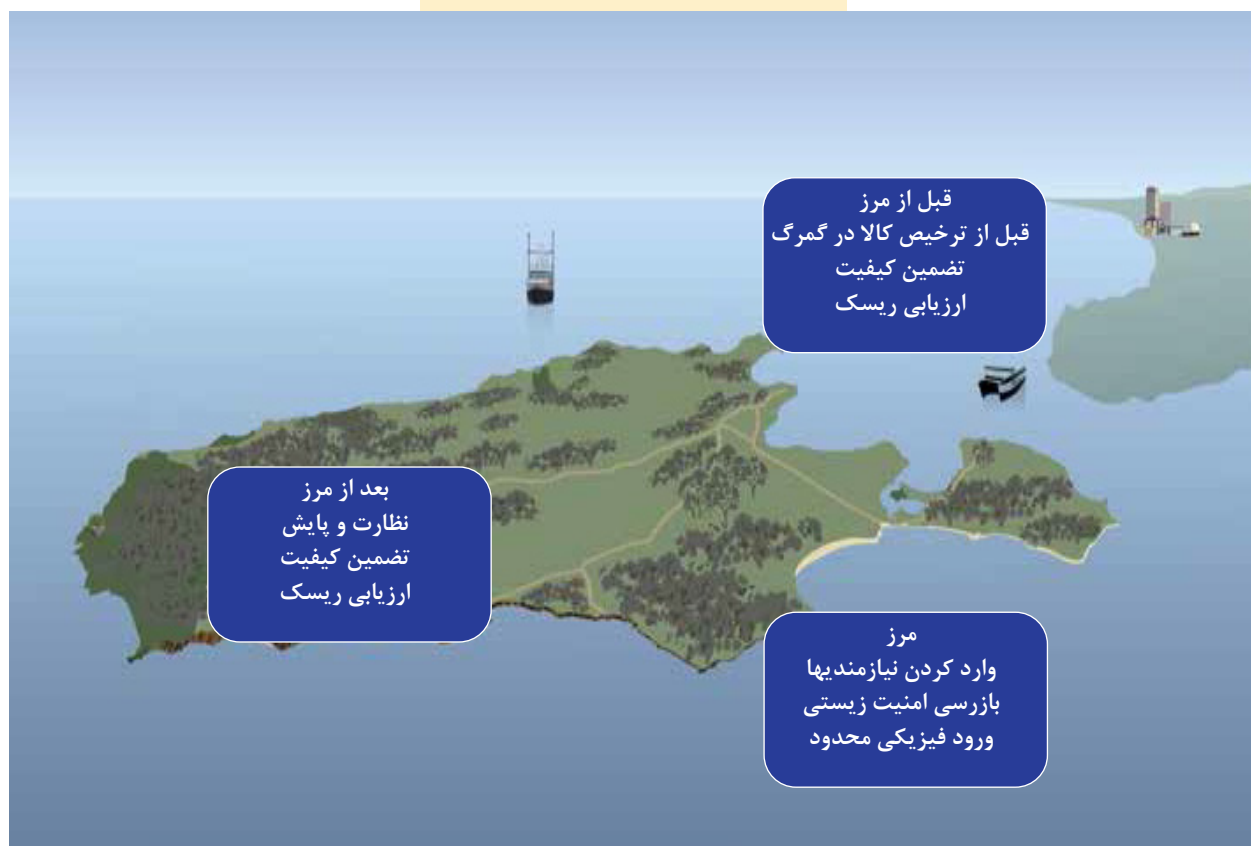 قبل از مرز
قبل از ترخیص کالا در گمرگ
تضمین کیفیت
ارزیابی ریسک
بعد از مرز
نظارت و پایش
تضمین کیفیت
ارزیابی ریسک
مرز
وارد کردن نیازمندیها
بازرسی امنیت زیستی
ورود فیزیکی محدود